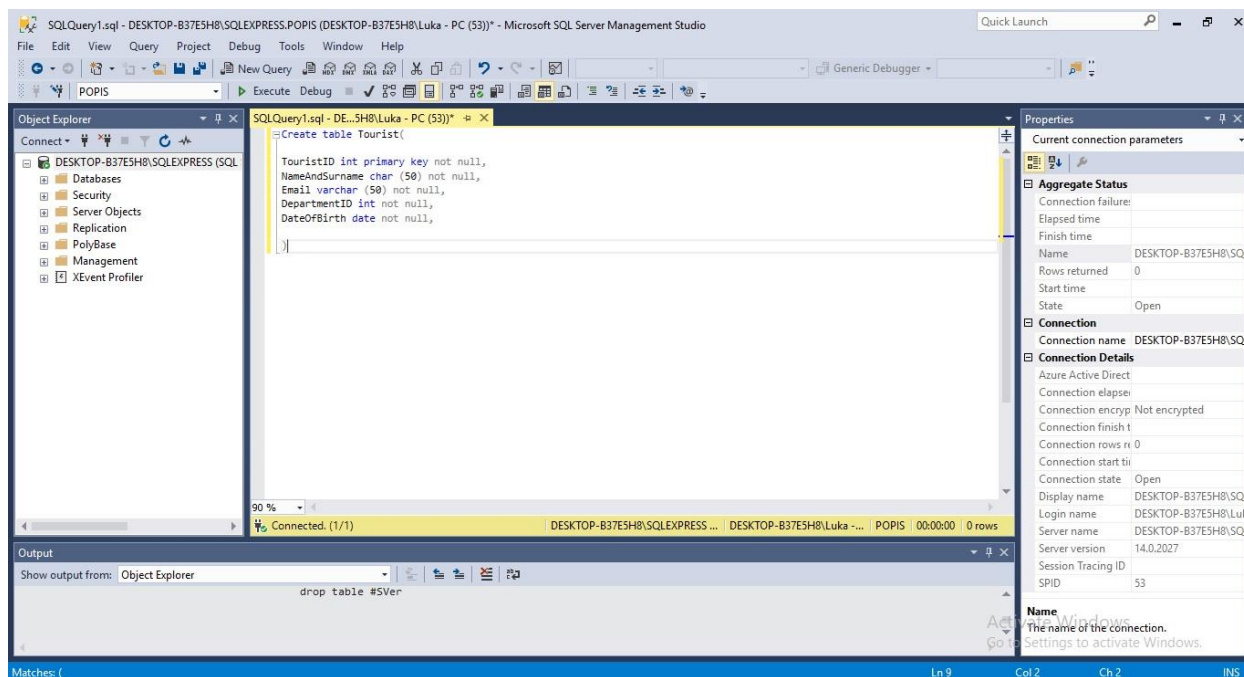 SQLQuery1.sql - DESKTOP-B37E5H8\SQLEXPRESS.POPIS (DESKTOP-B37E5H8\Luka - PC (53))* - Microsoft SQL Server Management Studio
Quick Launch
File Edit View Query Project Debug Tools Window Help
New Query
Generic Debugger
POPIS
Execute Debug
Object Explorer
Connect
DESKTOP-B37E5H8\SQLEXPRESS (SQL
Databases
Security
Server Objects
Replication
PolyBase
Management
XEvent Profiler
SQLQuery1.sql - DE...5H8\Luka - PC (53))*
Create table Tourist(
TouristID int primary key not null,
NameAndSurname char (50) not null,
Email varchar (50) not null,
DepartmentID int not null,
DateOfBirth date not null,
)
90 %
Connected. (1/1)
DESKTOP-B37E5H8\SQLEXPRESS ... DESKTOP-B37E5H8\Luka -... POPIS 00:00:00 0 rows
Properties
Current connection parameters
Aggregate Status
Connection failure
Elapsed time
Finish time
Name DESKTOP-B37E5H8\SQ
Rows returned 0
Start time
State Open
Connection
Connection name DESKTOP-B37E5H8\SQ
Connection Details
Azure Active Direct
Connection elapse
Connection encryp Not encrypted
Connection finish t
Connection rows re 0
Connection start ti
Connection state Open
Display name DESKTOP-B37E5H8\SQ
Login name DESKTOP-B37E5H8\Lu
Server name DESKTOP-B37E5H8\SQ
Server version 14.0.2027
Session Tracing ID
SPID 53
Name
The name of the connection.
Output
Show output from: Object Explorer
drop table #SVer
Activate Windows
Go to Settings to activate Windows.
Matches: (
Ln 9 Col 2 Ch 2 INS